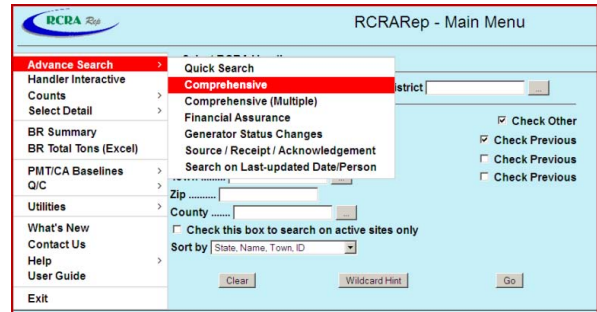 RCRA Rep
RCRARep - Main Menu
Advance Search >
Handler Interactive
Counts >
Select Detail >
BR Summary
BR Total Tons (Excel)
PMT/CA Baselines >
Q/C >
Utilities >
What's New
Contact Us
Help >
User Guide
Exit
Quick Search
Comprehensive
Comprehensive (Multiple)
Financial Assurance
Generator Status Changes
Source / Receipt / Acknowledgement
Search on Last-updated Date/Person
istrict ...
Check Other
Check Previous
Check Previous
Check Previous
Town ....... ...
Zip .........
County ....... ...
Check this box to search on active sites only
Sort by State, Name, Town, ID
Clear Wildcard Hint Go